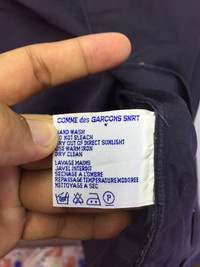 COMME des GARCONS SHIRT
HAND WASH
DO NOT BLEACH
DRY OUT OF DIRECT SUNLIGHT
USE WARM IRON
DRY CLEAN
LAVAGE MAINS
JAVEL INTERDIT
SECHAGE A L'OMBRE
REPASSAGE TEMPERATURE MODEREE
NETTOYAGE A SEC